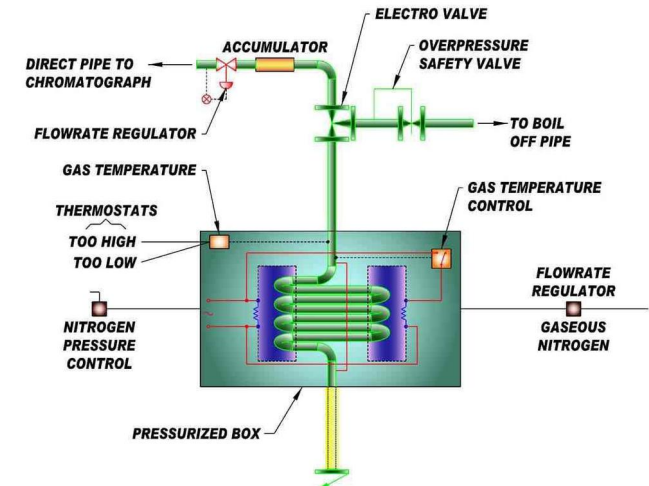 ELECTRO VALVE
ACCUMULATOR
OVERPRESSURE
SAFETY VALVE
DIRECT PIPE TO
CHROMATOGRAPH
FLOWRATE REGULATOR
TO BOIL
OFF PIPE
GAS TEMPERATURE
GAS TEMPERATURE
CONTROL
THERMOSTATS
TOO HIGH
TOO LOW
FLOWRATE
REGULATOR
NITROGEN
PRESSURE
CONTROL
GASEOUS
NITROGEN
PRESSURIZED BOX